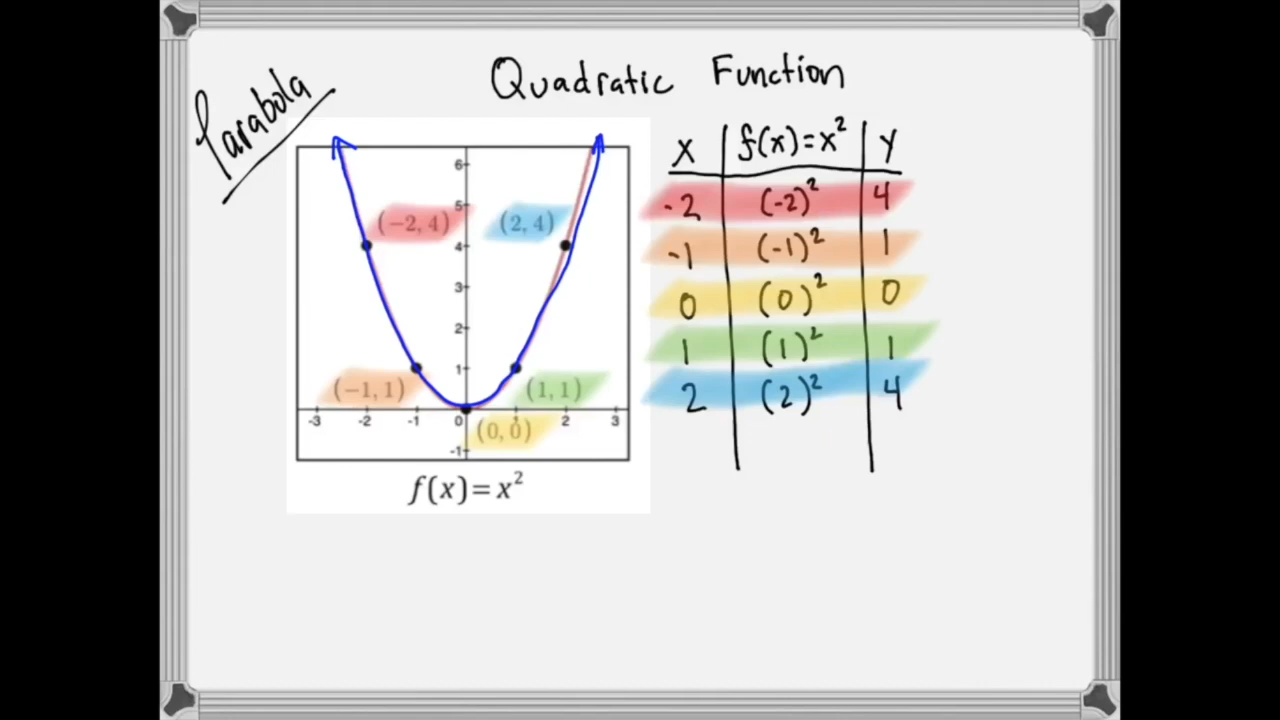 Parabola
Quadratic Function
6
5
(−2, 4) (2, 4)
4
3
2
1
(−1, 1) (1, 1)
-3 -2 -1 0 1 2 3
(0, 0)
-1
f(x) = x²
x f(x)=x² y
-2 (-2)² 4
-1 (-1)² 1
0 (0)² 0
1 (1)² 1
2 (2)² 4